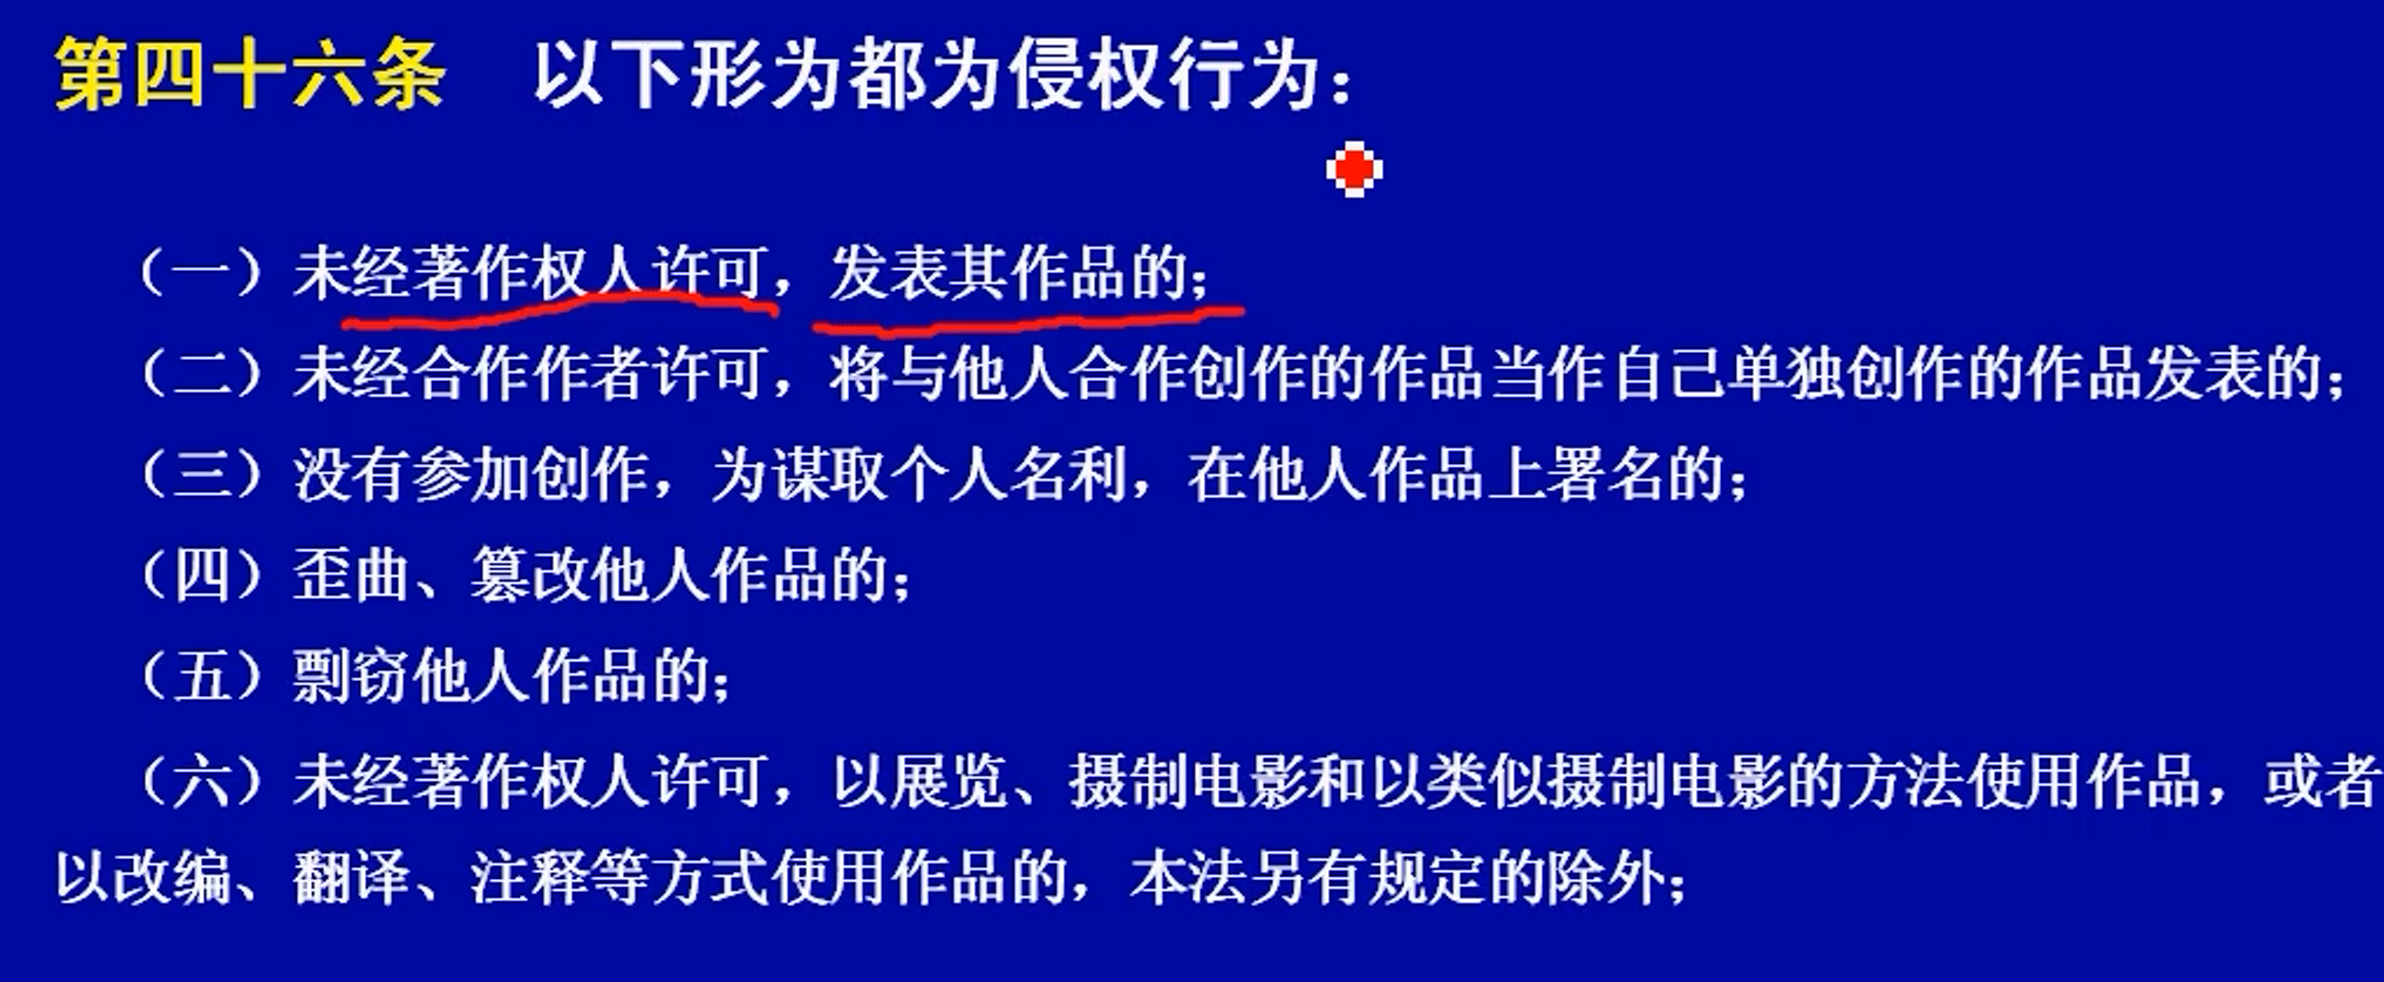 第四十六条 以下形为都为侵权行为：
（一）未经著作权人许可，发表其作品的；
（二）未经合作作者许可，将与他人合作创作的作品当作自己单独创作的作品发表的；
（三）没有参加创作，为谋取个人名利，在他人作品上署名的；
（四）歪曲、篡改他人作品的；
（五）剽窃他人作品的；
（六）未经著作权人许可，以展览、摄制电影和以类似摄制电影的方法使用作品，或者
以改编、翻译、注释等方式使用作品的，本法另有规定的除外；